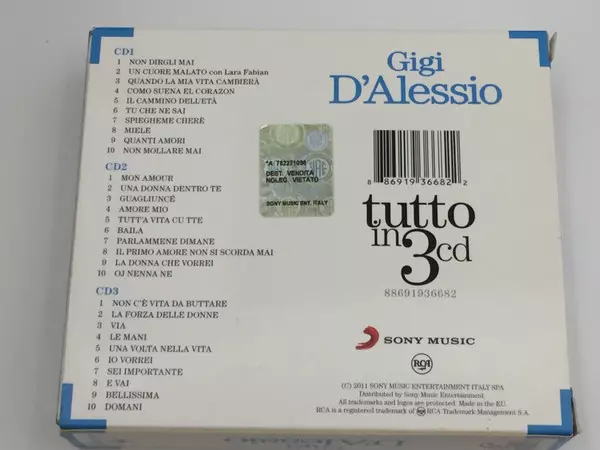 CD1
1 NON DIRGLI MAI
2 UN CUORE MALATO con Lara Fabian
3 QUANDO LA MIA VITA CAMBIERÀ
4 COMO SUENA EL CORAZON
5 IL CAMMINO DELL'ETÀ
6 TU CHE NE SAI
7 SPIEGHEME CHERÈ
8 MIELE
9 QUANTI AMORI
10 NON MOLLARE MAI
CD2
1 MON AMOUR
2 UNA DONNA DENTRO TE
3 GUAGLIUNCÉ
4 AMORE MIO
5 TUTT'A VITA CU TTE
6 BAILA
7 PARLAMMENE DIMANE
8 IL PRIMO AMORE NON SI SCORDA MAI
9 LA DONNA CHE VORREI
10 OJ NENNA NE
CD3
1 NON C'È VITA DA BUTTARE
2 LA FORZA DELLE DONNE
3 VIA
4 LE MANI
5 UNA VOLTA NELLA VITA
6 IO VORREI
7 SEI IMPORTANTE
8 E VAI
9 BELLISSIMA
10 DOMANI
Gigi
D'Alessio
DEST. VENDITA
NOLEG. VIETATO
SONY MUSIC ENT. ITALY
8 86919 36682 2
tutto
in 3cd
88691936682
SONY MUSIC
RCA
(C) 2011 SONY MUSIC ENTERTAINMENT ITALY SPA
Distributed by Sony Music Entertainment.
All trademarks and logos are protected. Made in the EU.
RCA is a registered trademark of RCA Trademark Management S.A.